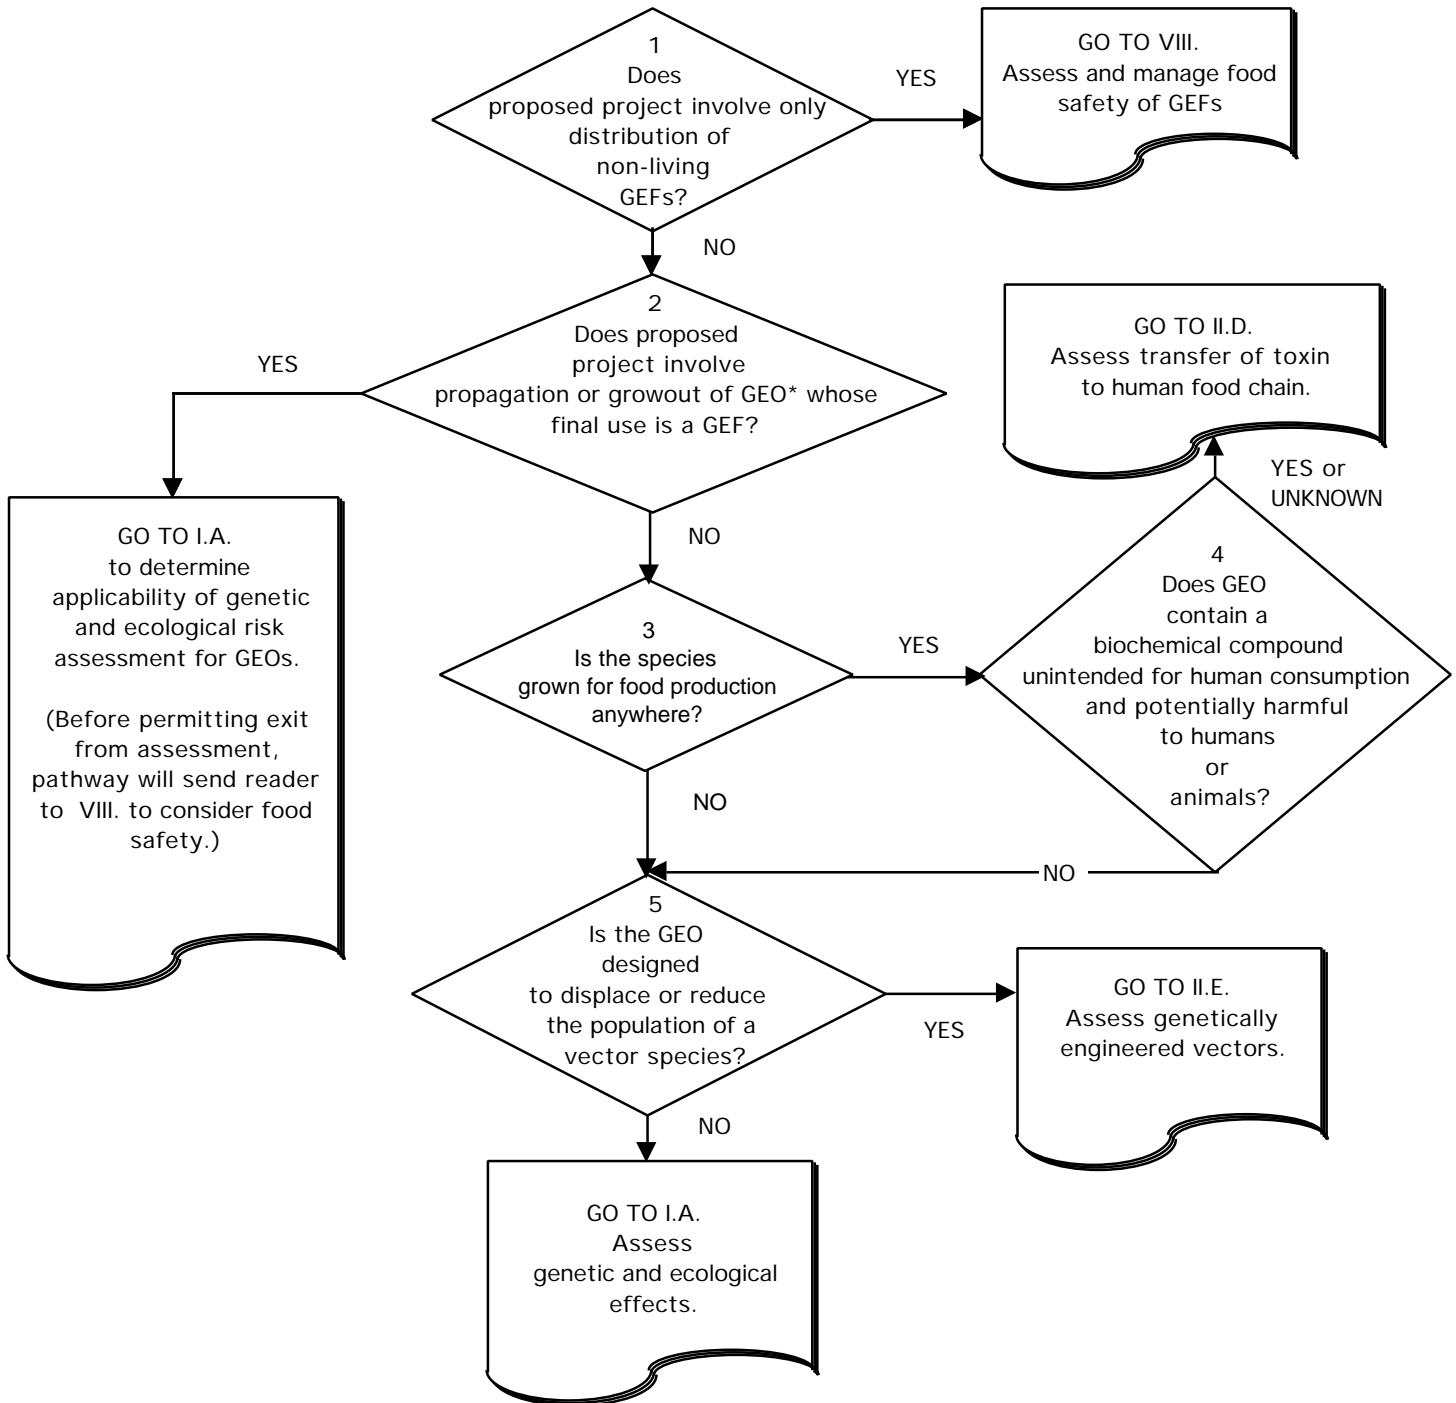 1
Does
proposed project involve only
distribution of
non-living
GEFs?
YES
GO TO VIII.
Assess and manage food
safety of GEFs
NO
2
Does proposed
project involve
propagation or growout of GEO* whose
final use is a GEF?
YES
GO TO I.A.
to determine
applicability of genetic
and ecological risk
assessment for GEOs.
(Before permitting exit
from assessment,
pathway will send reader
to VIII. to consider food
safety.)
NO
3
Is the species
grown for food production
anywhere?
YES
4
Does GEO
contain a
biochemical compound
unintended for human consumption
and potentially harmful
to humans
or
animals?
YES or
UNKNOWN
GO TO II.D.
Assess transfer of toxin
to human food chain.
NO
NO
5
Is the GEO
designed
to displace or reduce
the population of a
vector species?
YES
GO TO II.E.
Assess genetically
engineered vectors.
NO
GO TO I.A.
Assess
genetic and ecological
effects.